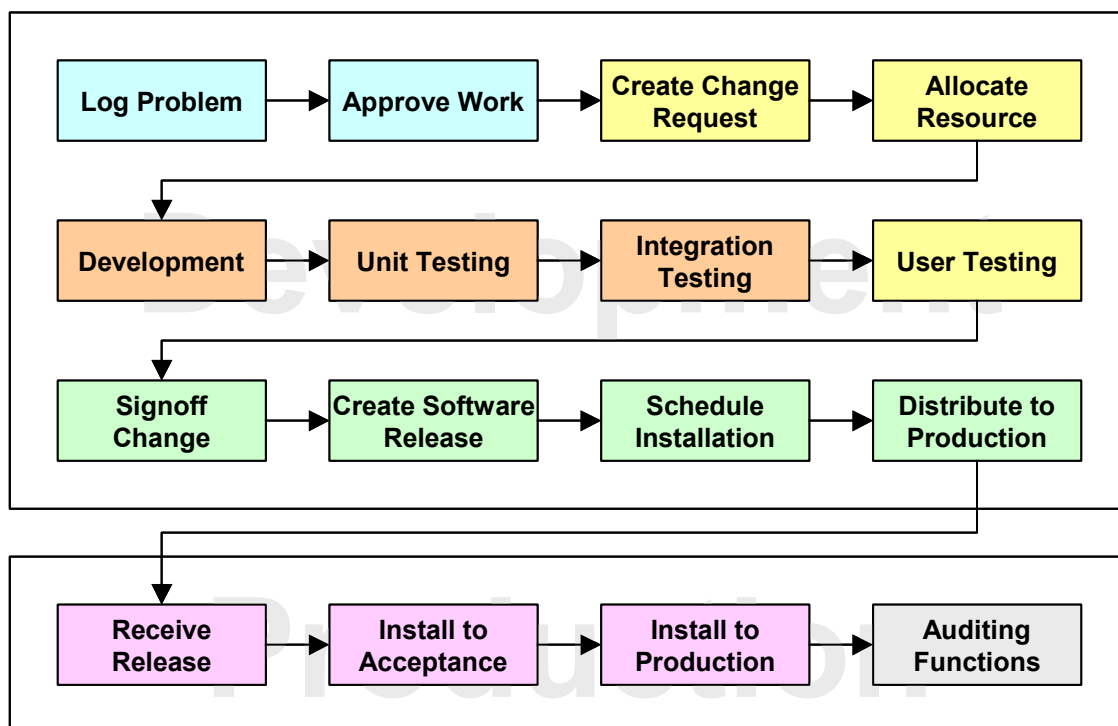 Log Problem
Approve Work
Create Change
Request
Allocate
Resource
Development
Development
Unit Testing
Integration
Testing
User Testing
Signoff
Change
Create Software
Release
Schedule
Installation
Distribute to
Production
Production
Receive
Release
Install to
Acceptance
Install to
Production
Auditing
Functions